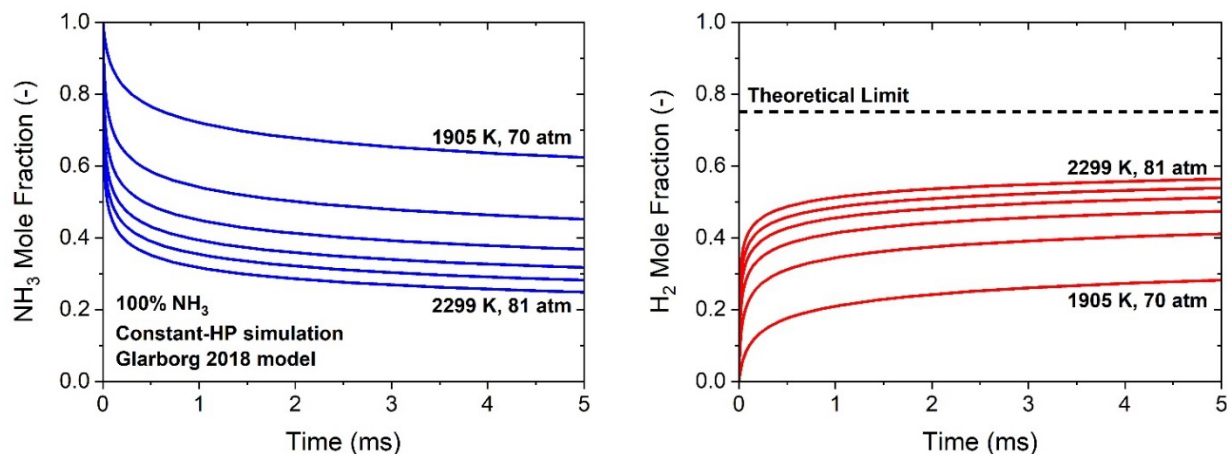 NH₃ Mole Fraction (-)
1.0
0.8
0.6
0.4
0.2
0.0
1905 K, 70 atm
2299 K, 81 atm
100% NH₃
Constant-HP simulation
Glarborg 2018 model
0 1 2 3 4 5
Time (ms)
H₂ Mole Fraction (-)
1.0
0.8
0.6
0.4
0.2
0.0
Theoretical Limit
2299 K, 81 atm
1905 K, 70 atm
0 1 2 3 4 5
Time (ms)